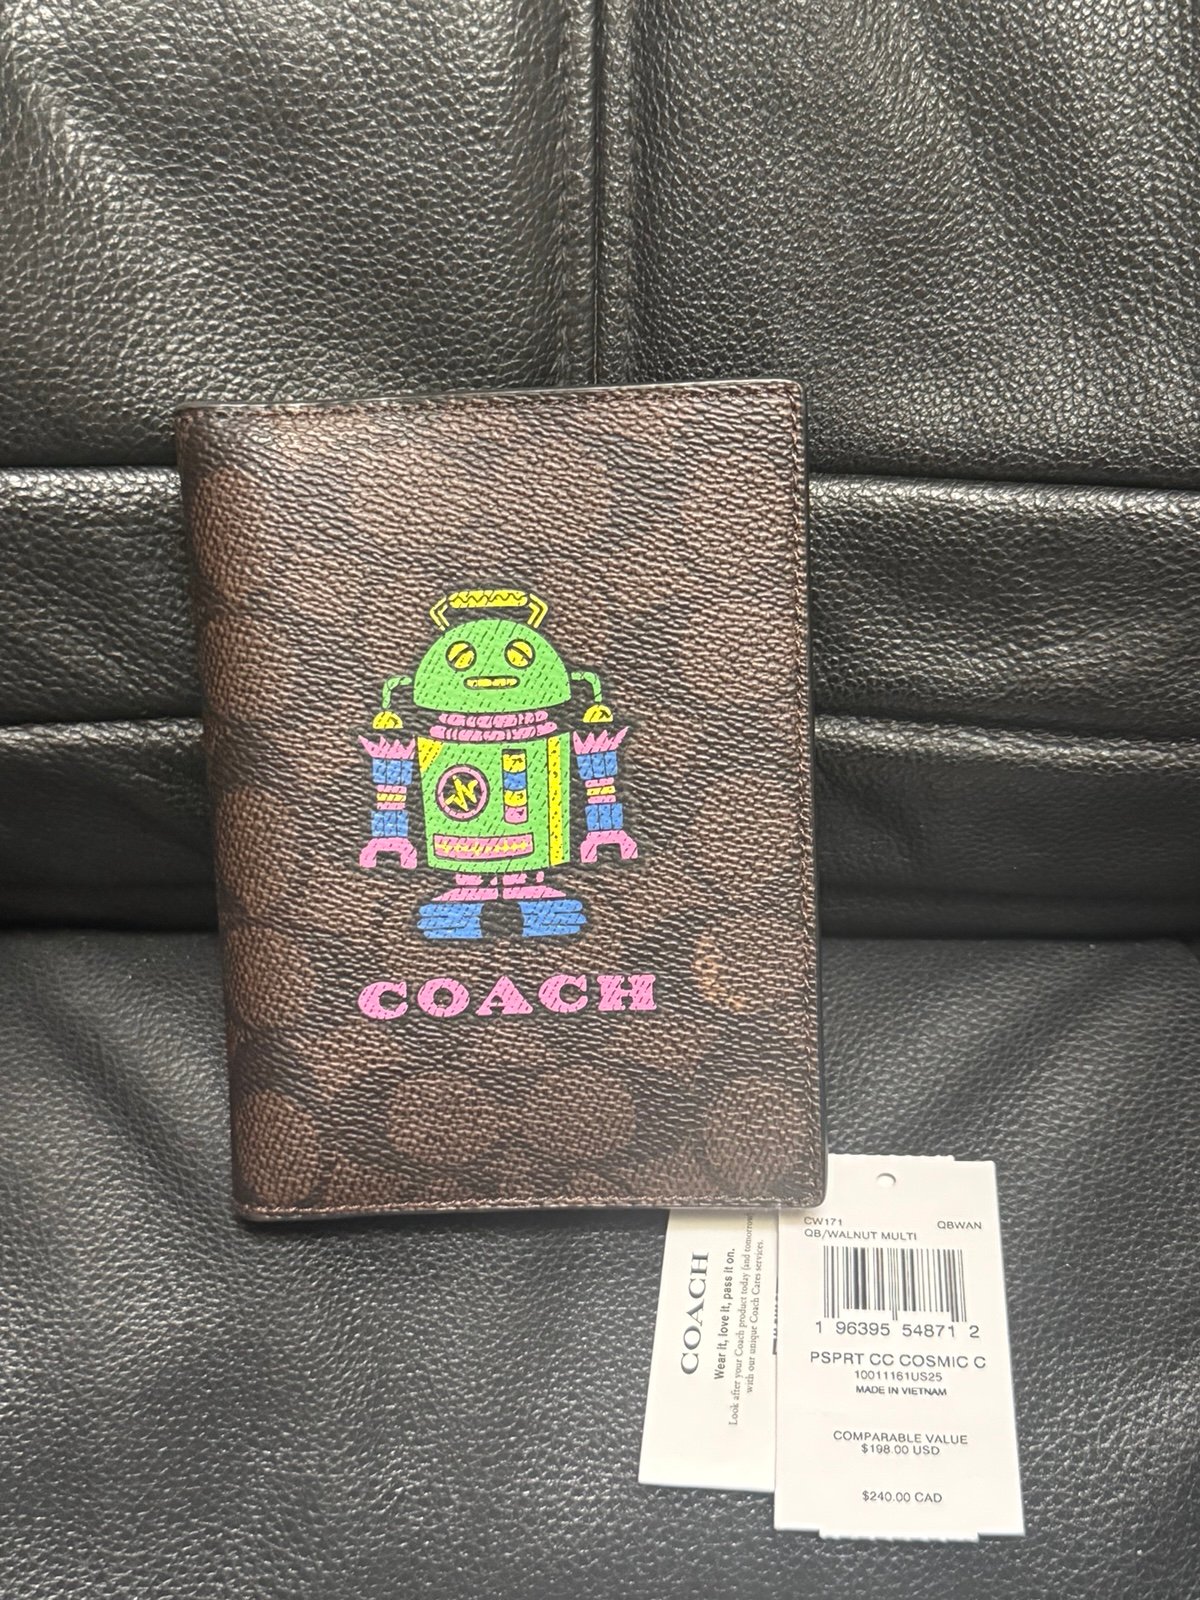 COACH
CW171 QBWAN
QB/WALNUT MULTI
1 96395 54871 2
PSPRT CC COSMIC C
10011161US25
MADE IN VIETNAM
COMPARABLE VALUE
$198.00 USD
$240.00 CAD
COACH
Wear it, love it, pass it on.
Look after your Coach product today (and tomorrow
with our unique Coach Cares services.